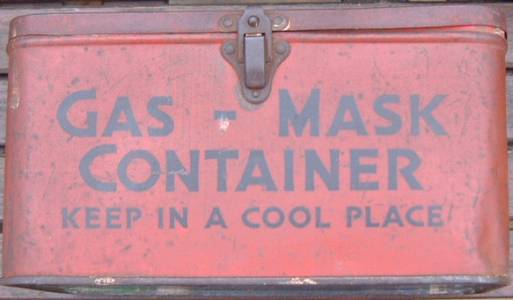 GAS - MASK
CONTAINER
KEEP IN A COOL PLACE